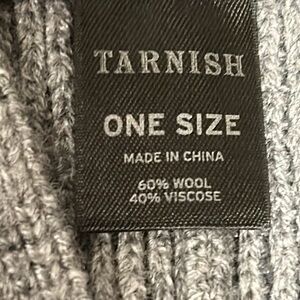 TARNISH
ONE SIZE
MADE IN CHINA
60% WOOL
40% VISCOSE